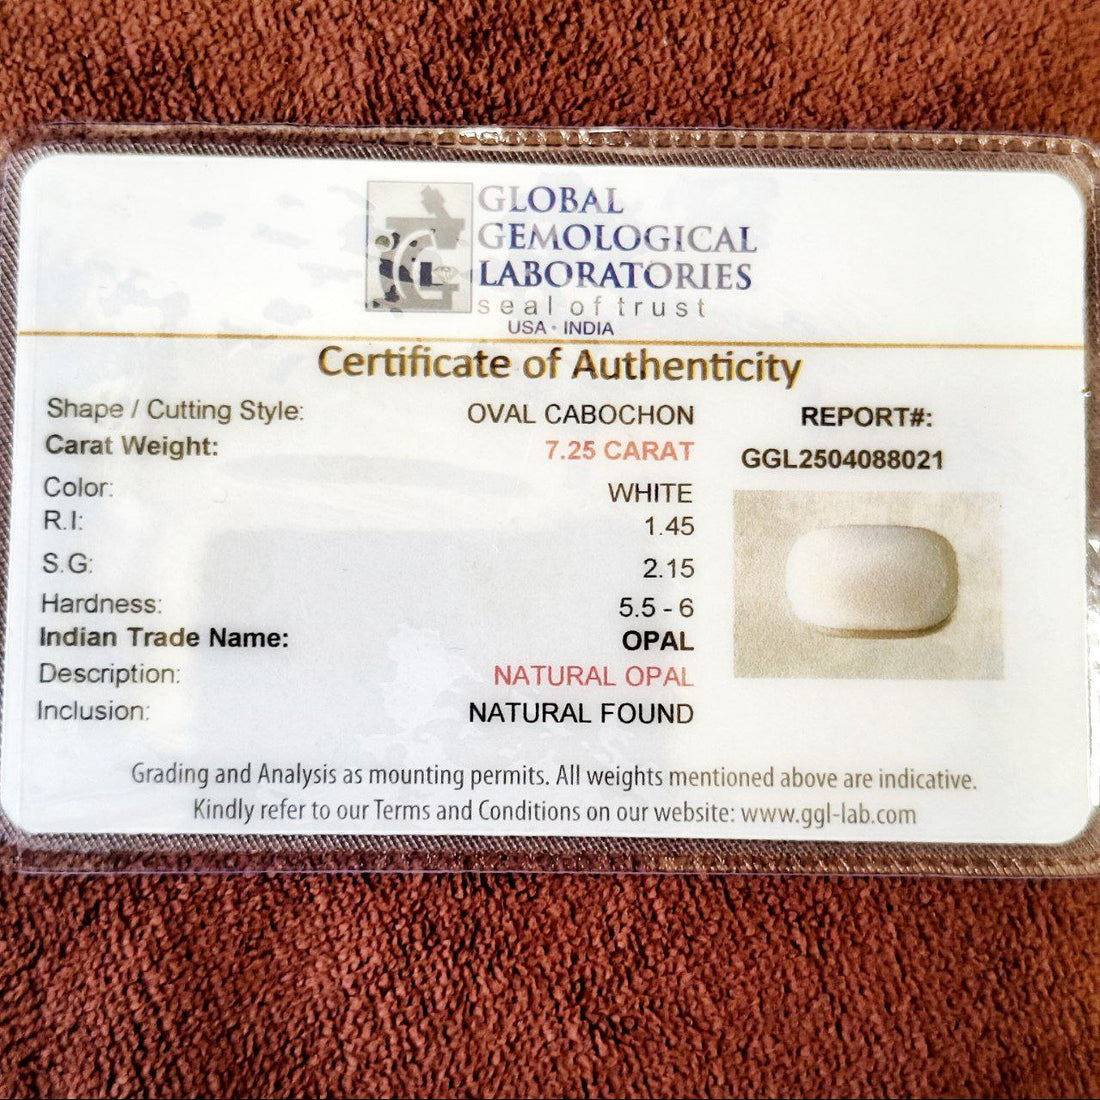 GLOBAL
GEMOLOGICAL
LABORATORIES
seal of trust
USA · INDIA
Certificate of Authenticity
Shape / Cutting Style: OVAL CABOCHON
Carat Weight: 7.25 CARAT
Color: WHITE
R.I: 1.45
S.G: 2.15
Hardness: 5.5 - 6
Indian Trade Name: OPAL
Description: NATURAL OPAL
Inclusion: NATURAL FOUND
REPORT#:
GGL2504088021
Grading and Analysis as mounting permits. All weights mentioned above are indicative.
Kindly refer to our Terms and Conditions on our website: www.ggl-lab.com